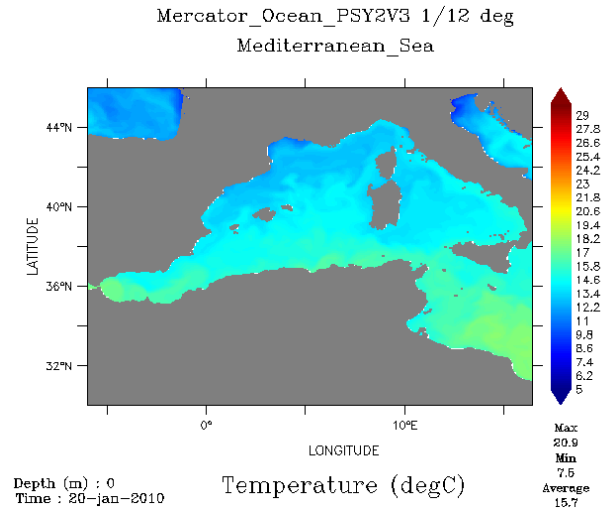 Mercator_Ocean_PSY2V3 1/12 deg
Mediterranean_Sea
44°N
40°N
36°N
32°N
LATITUDE
0°
10°E
LONGITUDE
29
27.8
26.6
25.4
24.2
23
21.8
20.6
19.4
18.2
17
15.8
14.6
13.4
12.2
11
9.8
8.6
7.4
6.2
5
Max
20.9
Min
7.5
Average
15.7
Depth (m) : 0
Time : 20-jan-2010
Temperature (degC)